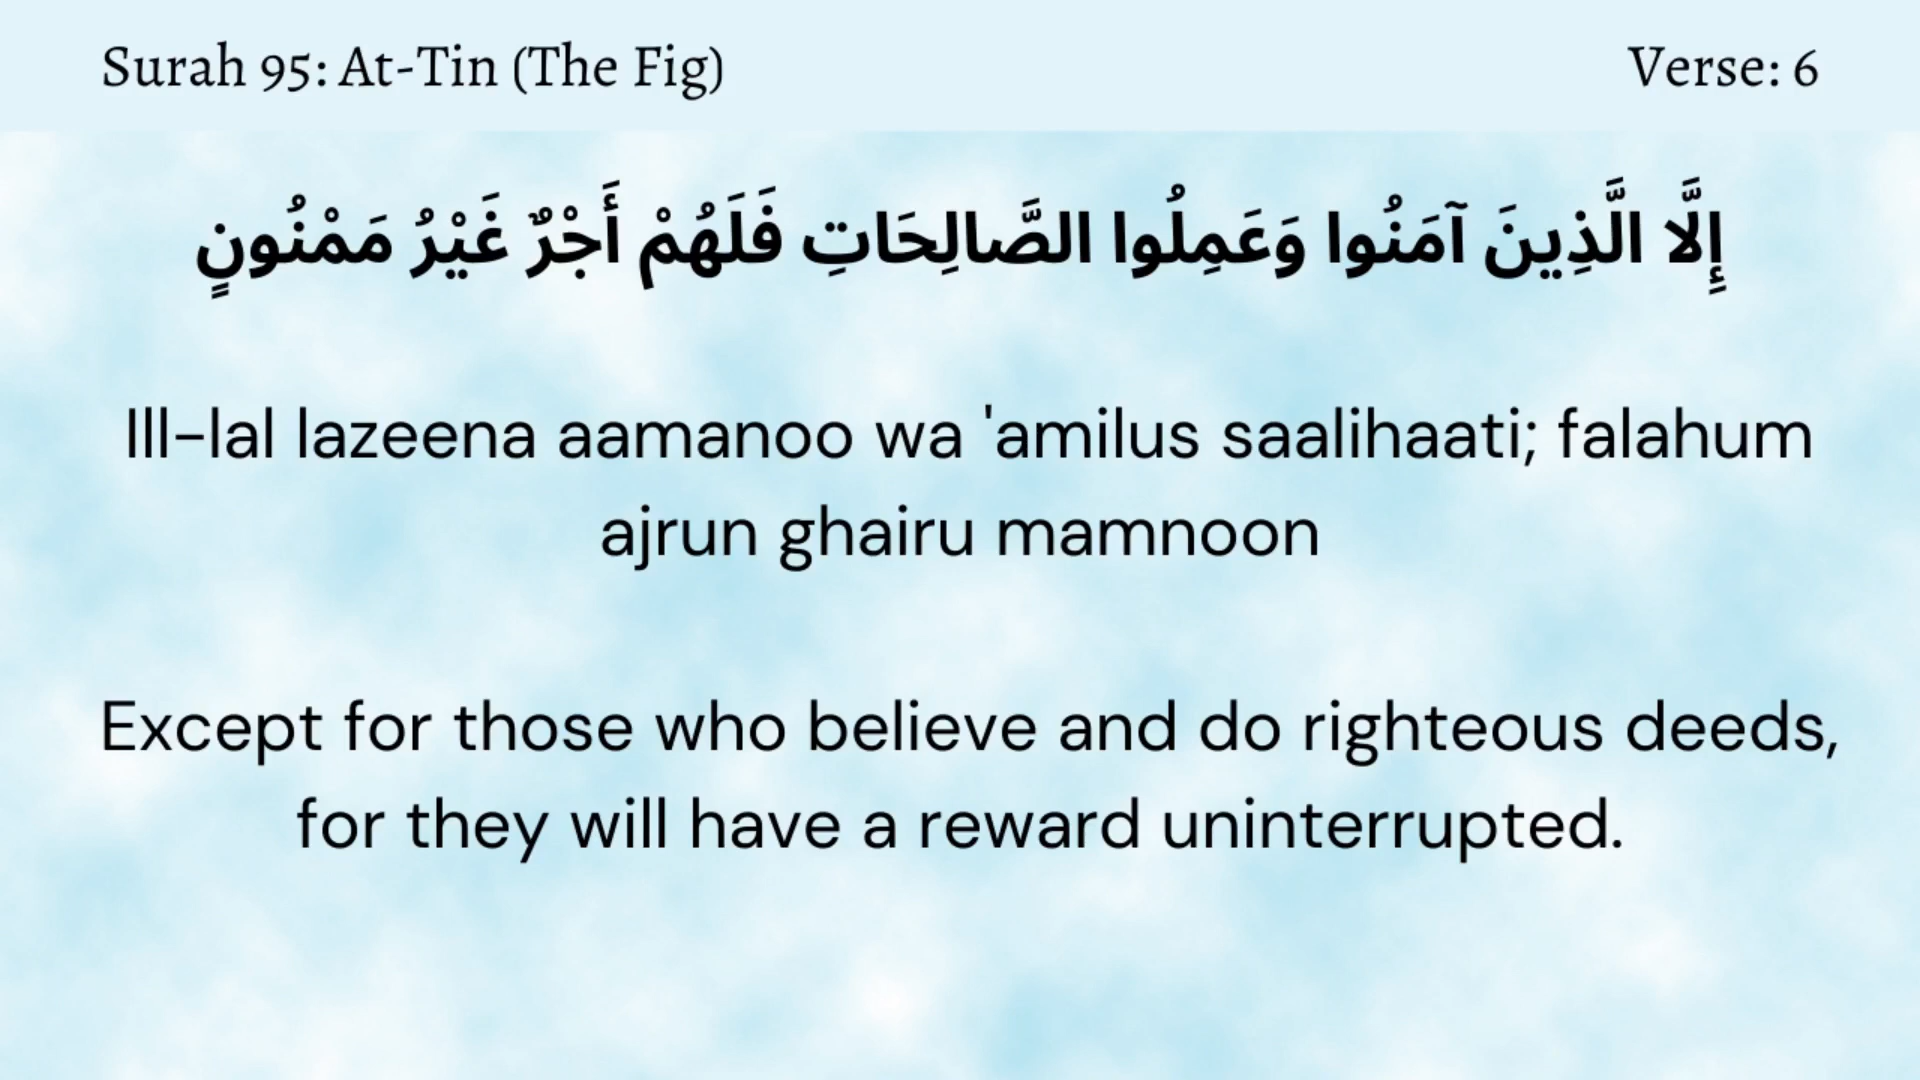 Surah 95: At-Tin (The Fig)
Verse: 6
إِلَّا الَّذِينَ آمَنُوا وَعَمِلُوا الصَّالِحَاتِ فَلَهُمْ أَجْرٌ غَيْرُ مَمْنُونٍ
Ill-lal lazeena aamanoo wa 'amilus saalihaati; falahum
ajrun ghairu mamnoon
Except for those who believe and do righteous deeds,
for they will have a reward uninterrupted.